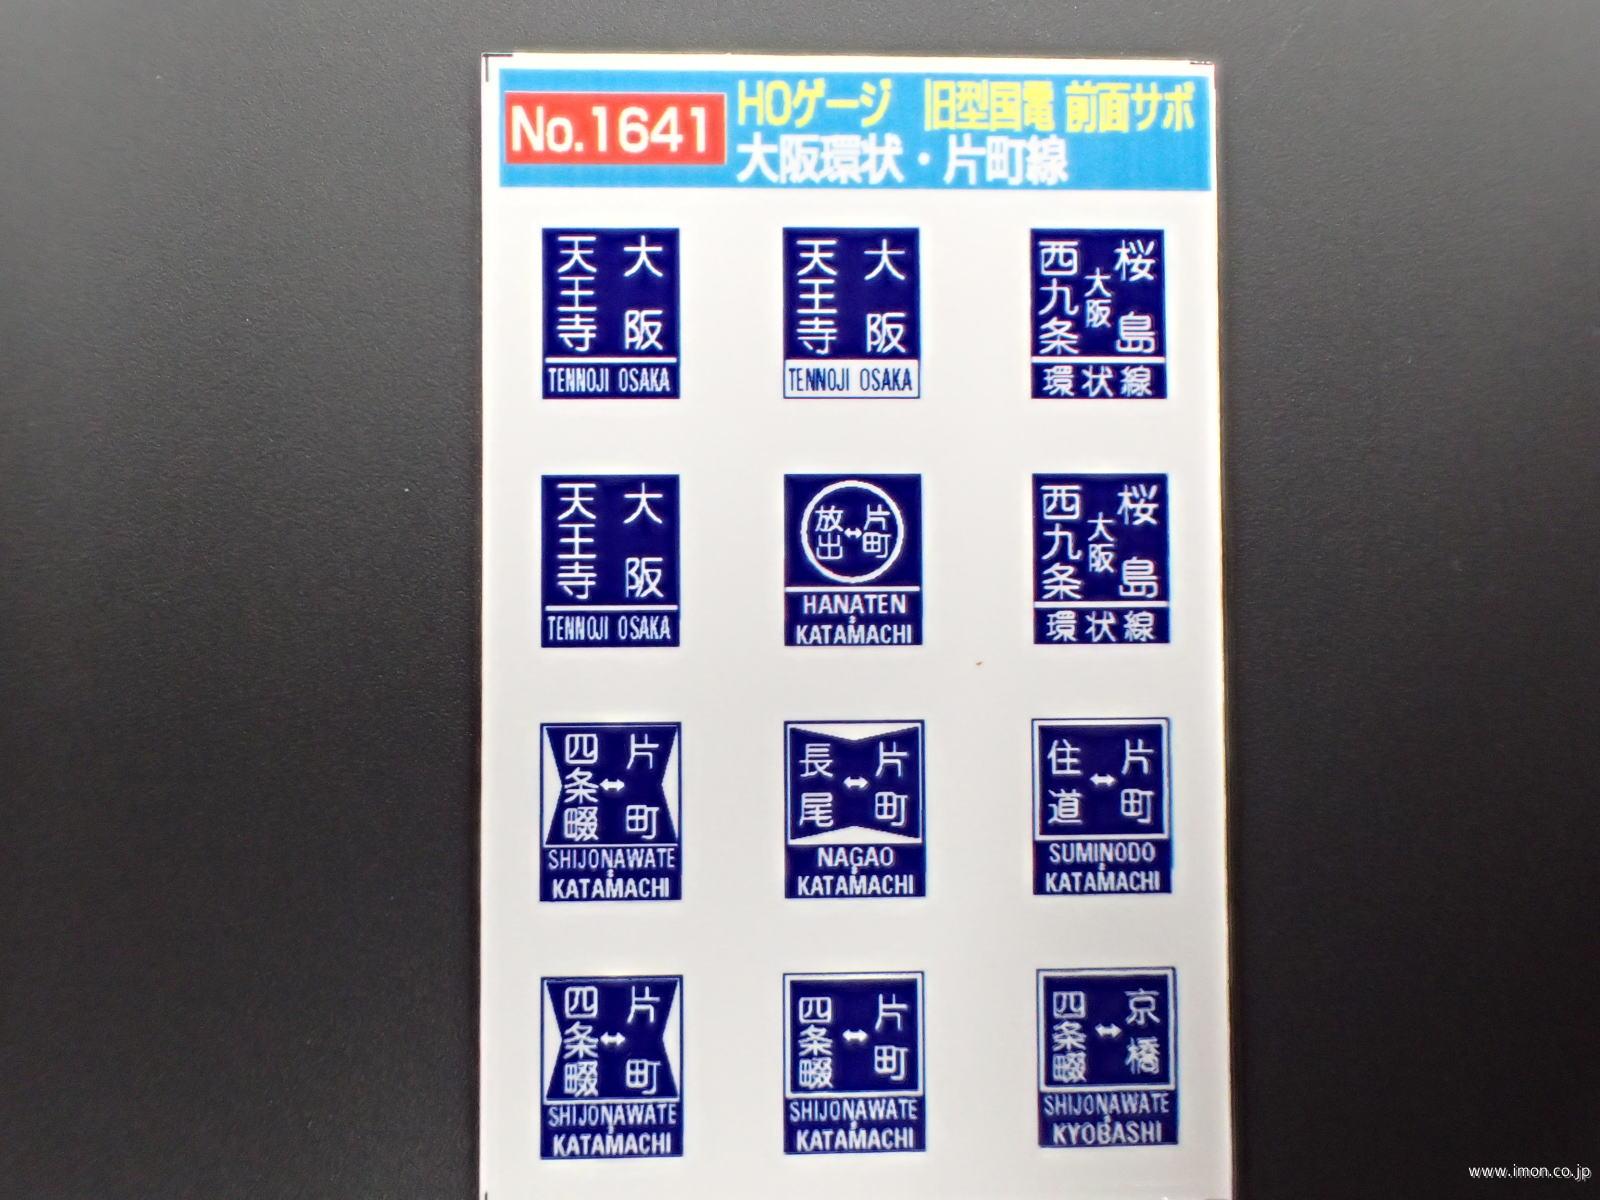 No.1641
HOゲージ 旧型国電 前面サボ
大阪環状・片町線
大阪
天王寺
TENNOJI OSAKA
大阪
天王寺
TENNOJI OSAKA
桜島
大阪
西九条
環状線
大阪
天王寺
TENNOJI OSAKA
放出↔片町
HANATEN
↕
KATAMACHI
桜島
大阪
西九条
環状線
四条畷↔片町
SHIJONAWATE
↕
KATAMACHI
長尾↔片町
NAGAO
↕
KATAMACHI
住道↔片町
SUMINODO
↕
KATAMACHI
四条畷↔片町
SHIJONAWATE
↕
KATAMACHI
四条畷↔片町
SHIJONAWATE
↕
KATAMACHI
四条畷↔京橋
SHIJONAWATE
↕
KYOBASHI
www.imon.co.jp